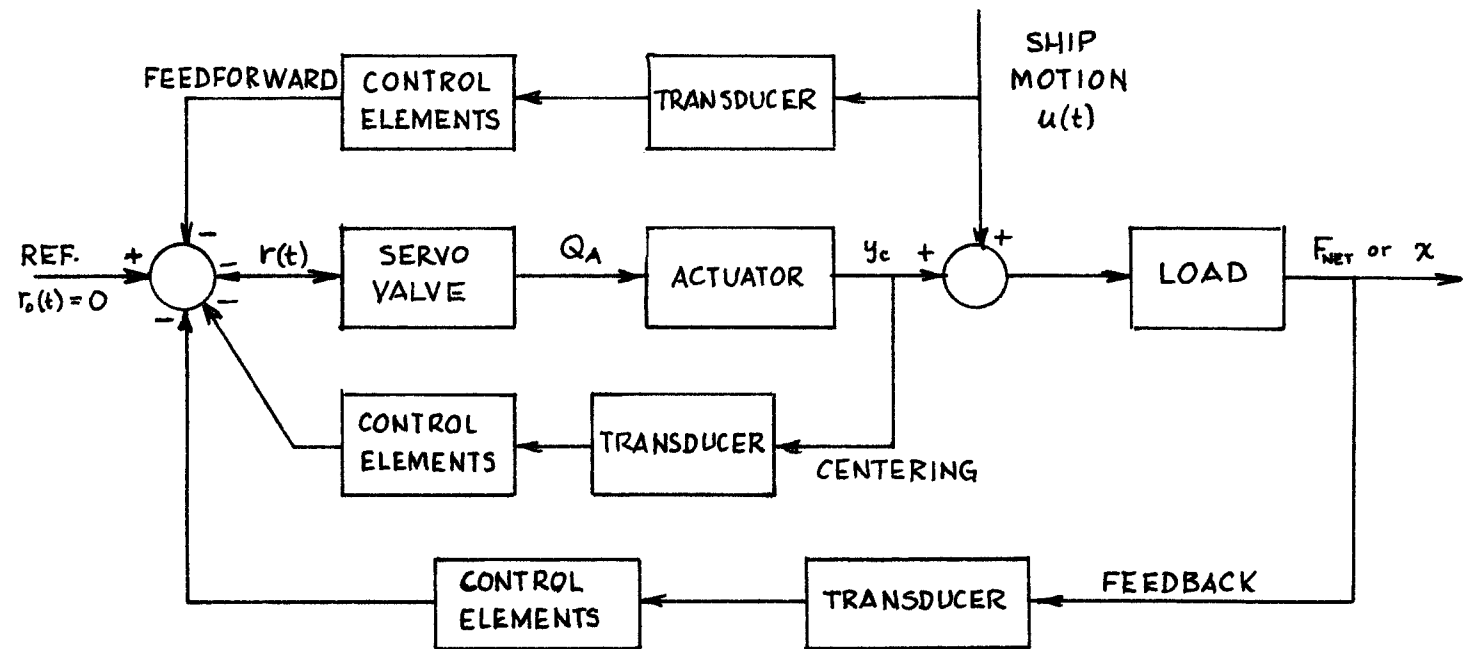 FEEDFORWARD
CONTROL
ELEMENTS
TRANSDUCER
SHIP
MOTION
u(t)
REF.
r₀(t) = 0
+
−
−
−
−
r(t)
SERVO
VALVE
Q_A
ACTUATOR
y_c
+
+
LOAD
F_NET or x
CONTROL
ELEMENTS
TRANSDUCER
CENTERING
CONTROL
ELEMENTS
TRANSDUCER
FEEDBACK